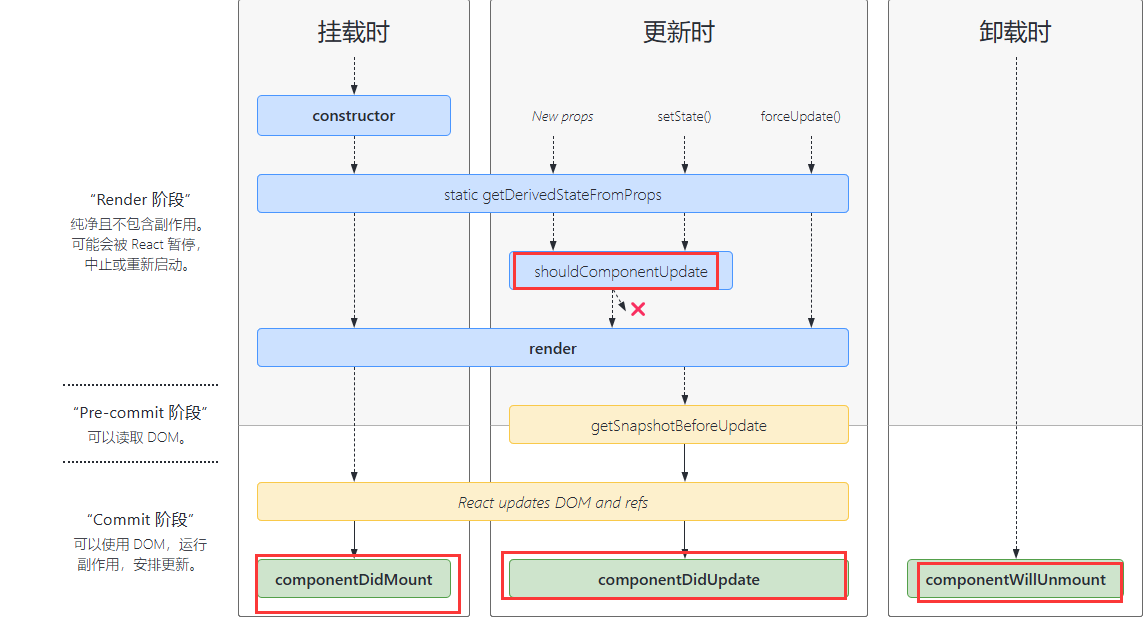 挂载时
更新时
卸载时
constructor
New props
setState()
forceUpdate()
“Render 阶段”
纯净且不包含副作用。
可能会被 React 暂停，
中止或重新启动。
static getDerivedStateFromProps
shouldComponentUpdate
render
“Pre-commit 阶段”
可以读取 DOM。
getSnapshotBeforeUpdate
“Commit 阶段”
可以使用 DOM，运行
副作用，安排更新。
React updates DOM and refs
componentDidMount
componentDidUpdate
componentWillUnmount